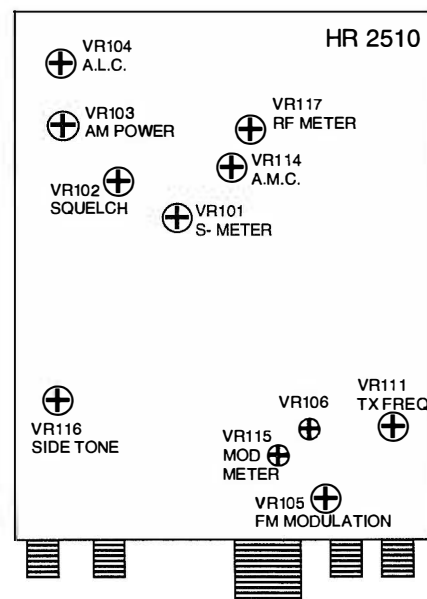 HR 2510
VR104
A.L.C.
VR103
AM POWER
VR117
RF METER
VR114
A.M.C.
VR102
SQUELCH
VR101
S- METER
VR116
SIDE TONE
VR106
VR111
TX FREQ
VR115
MOD
METER
VR105
FM MODULATION